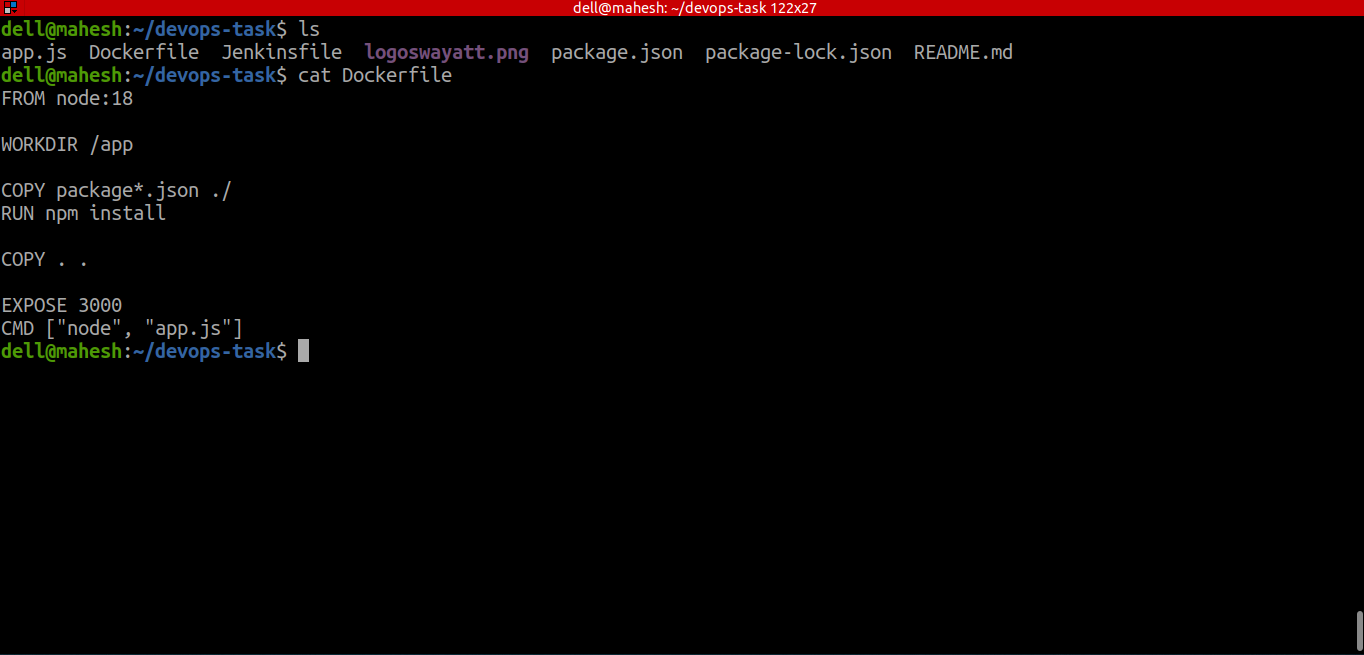 dell@mahesh: ~/devops-task 122x27
dell@mahesh:~/devops-task$ ls
app.js  Dockerfile  Jenkinsfile  logoswayatt.png  package.json  package-lock.json  README.md
dell@mahesh:~/devops-task$ cat Dockerfile
FROM node:18
WORKDIR /app
COPY package*.json ./
RUN npm install
COPY . .
EXPOSE 3000
CMD ["node", "app.js"]
dell@mahesh:~/devops-task$